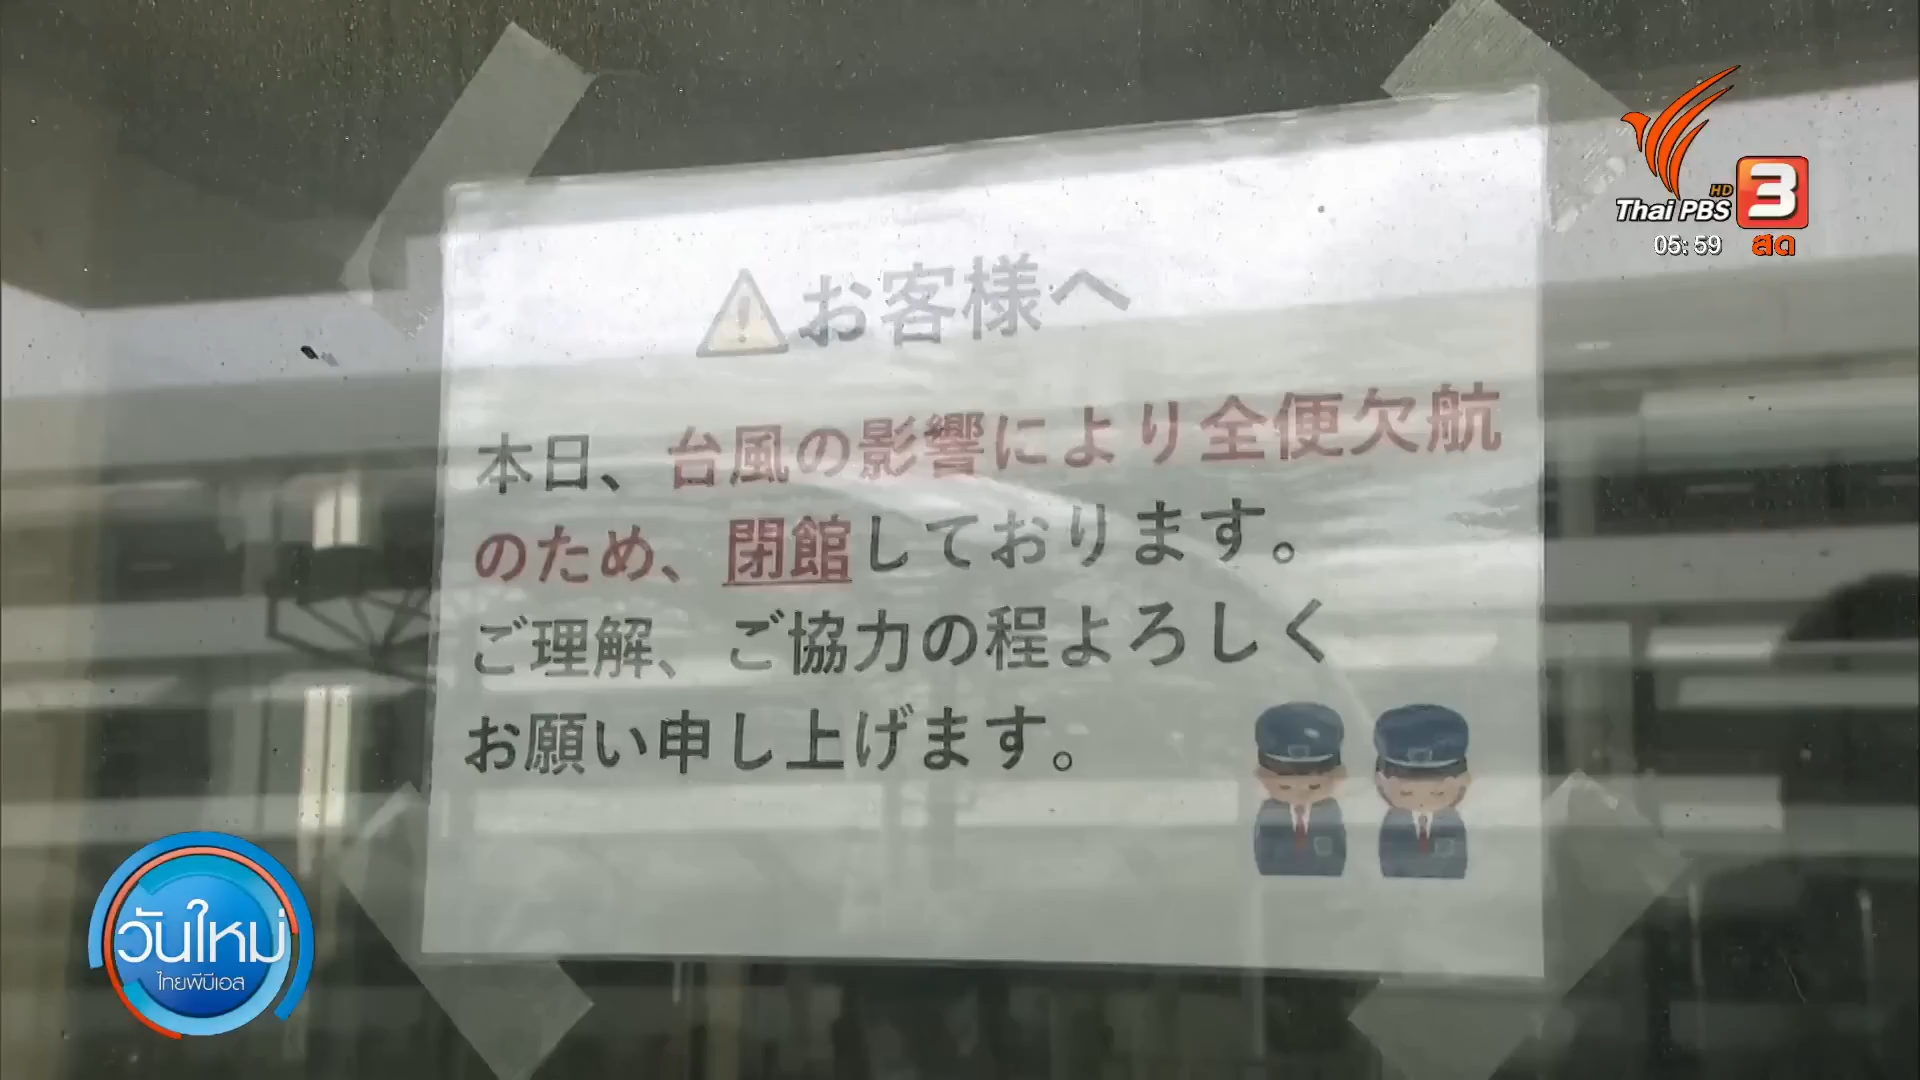 HD
Thai PBS 3
05:59 สด
お客様へ
本日、台風の影響により全便欠航
のため、閉館しております。
ご理解、ご協力の程よろしく
お願い申し上げます。
วันใหม่
ไทยพีบีเอส